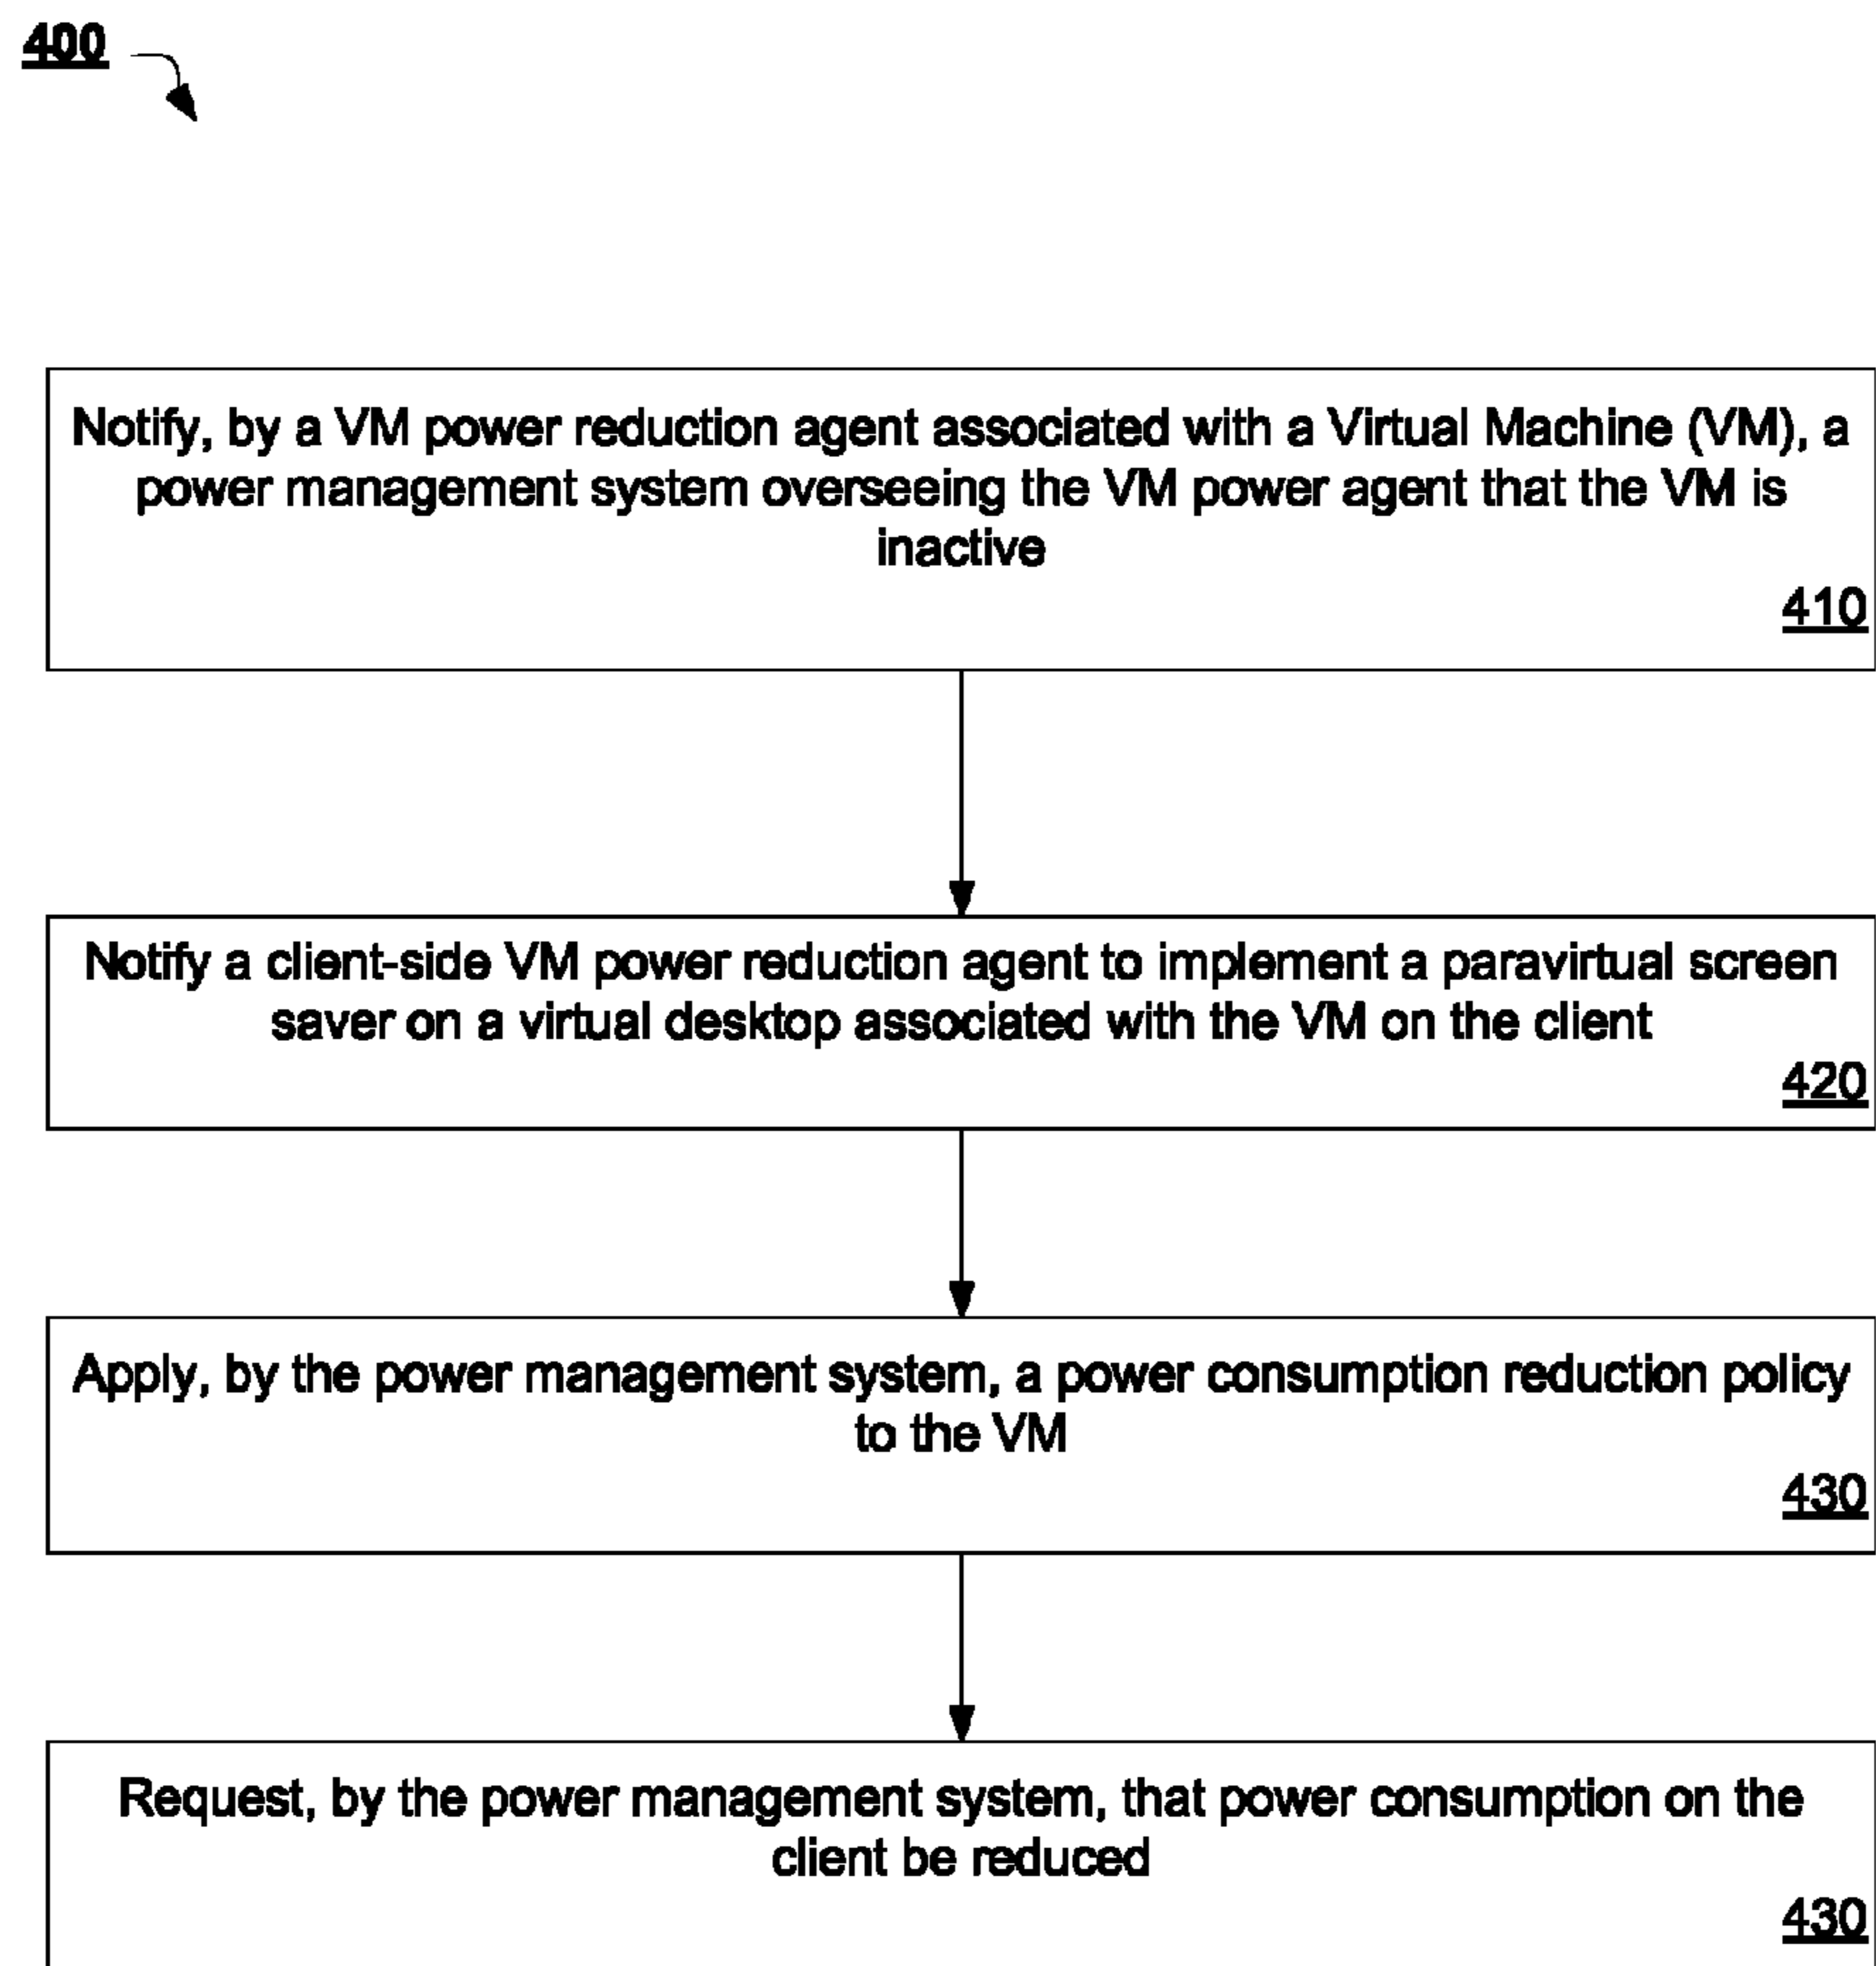 400
Notify, by a VM power reduction agent associated with a Virtual Machine (VM), a
power management system overseeing the VM power agent that the VM is
inactive
410
Notify a client-side VM power reduction agent to implement a paravirtual screen
saver on a virtual desktop associated with the VM on the client
420
Apply, by the power management system, a power consumption reduction policy
to the VM
430
Request, by the power management system, that power consumption on the
client be reduced
430